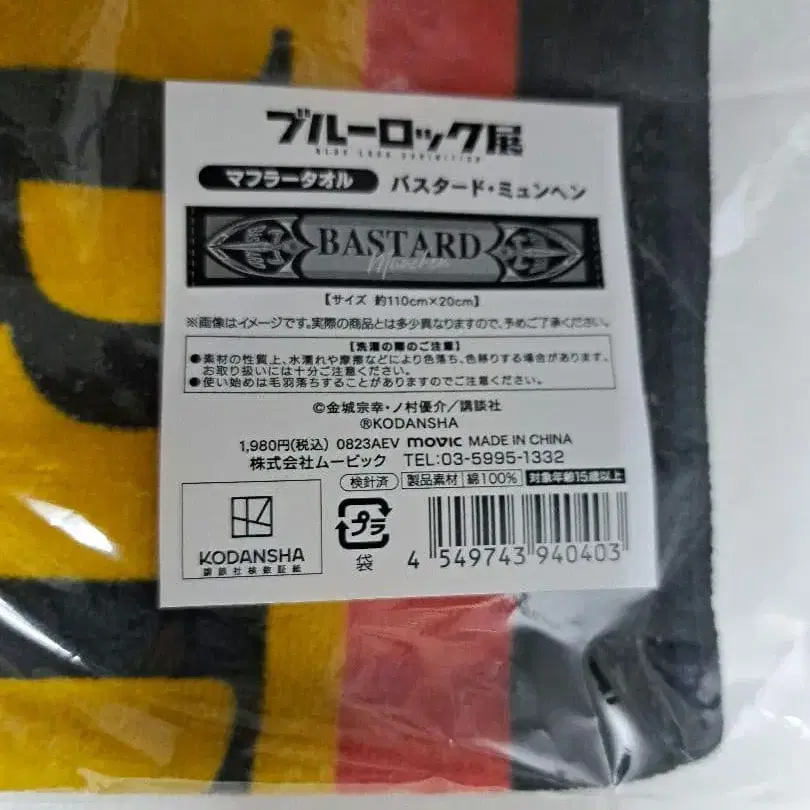 ブルーロック展
BLUE LOCK EXHIBITION
マフラータオル バスタード・ミュンヘン
BASTARD
München
【サイズ 約110cm×20cm】
※画像はイメージです。実際の商品とは多少異なりますので、予めご了承ください。
【洗濯の際のご注意】
●素材の性質上、水濡れや摩擦などにより色落ち、色移りする場合があります。
お取り扱いには十分ご注意ください。
●使い始めは毛羽落ちすることがありますのでご注意ください。
©金城宗幸・ノ村優介/講談社
®KODANSHA
1,980円(税込) 0823AEV movic MADE IN CHINA
株式会社ムービック TEL:03-5995-1332
検針済 製品素材 綿100% 対象年齢15歳以上
KODANSHA
講談社検数証紙
プラ
袋
4 549743 940403